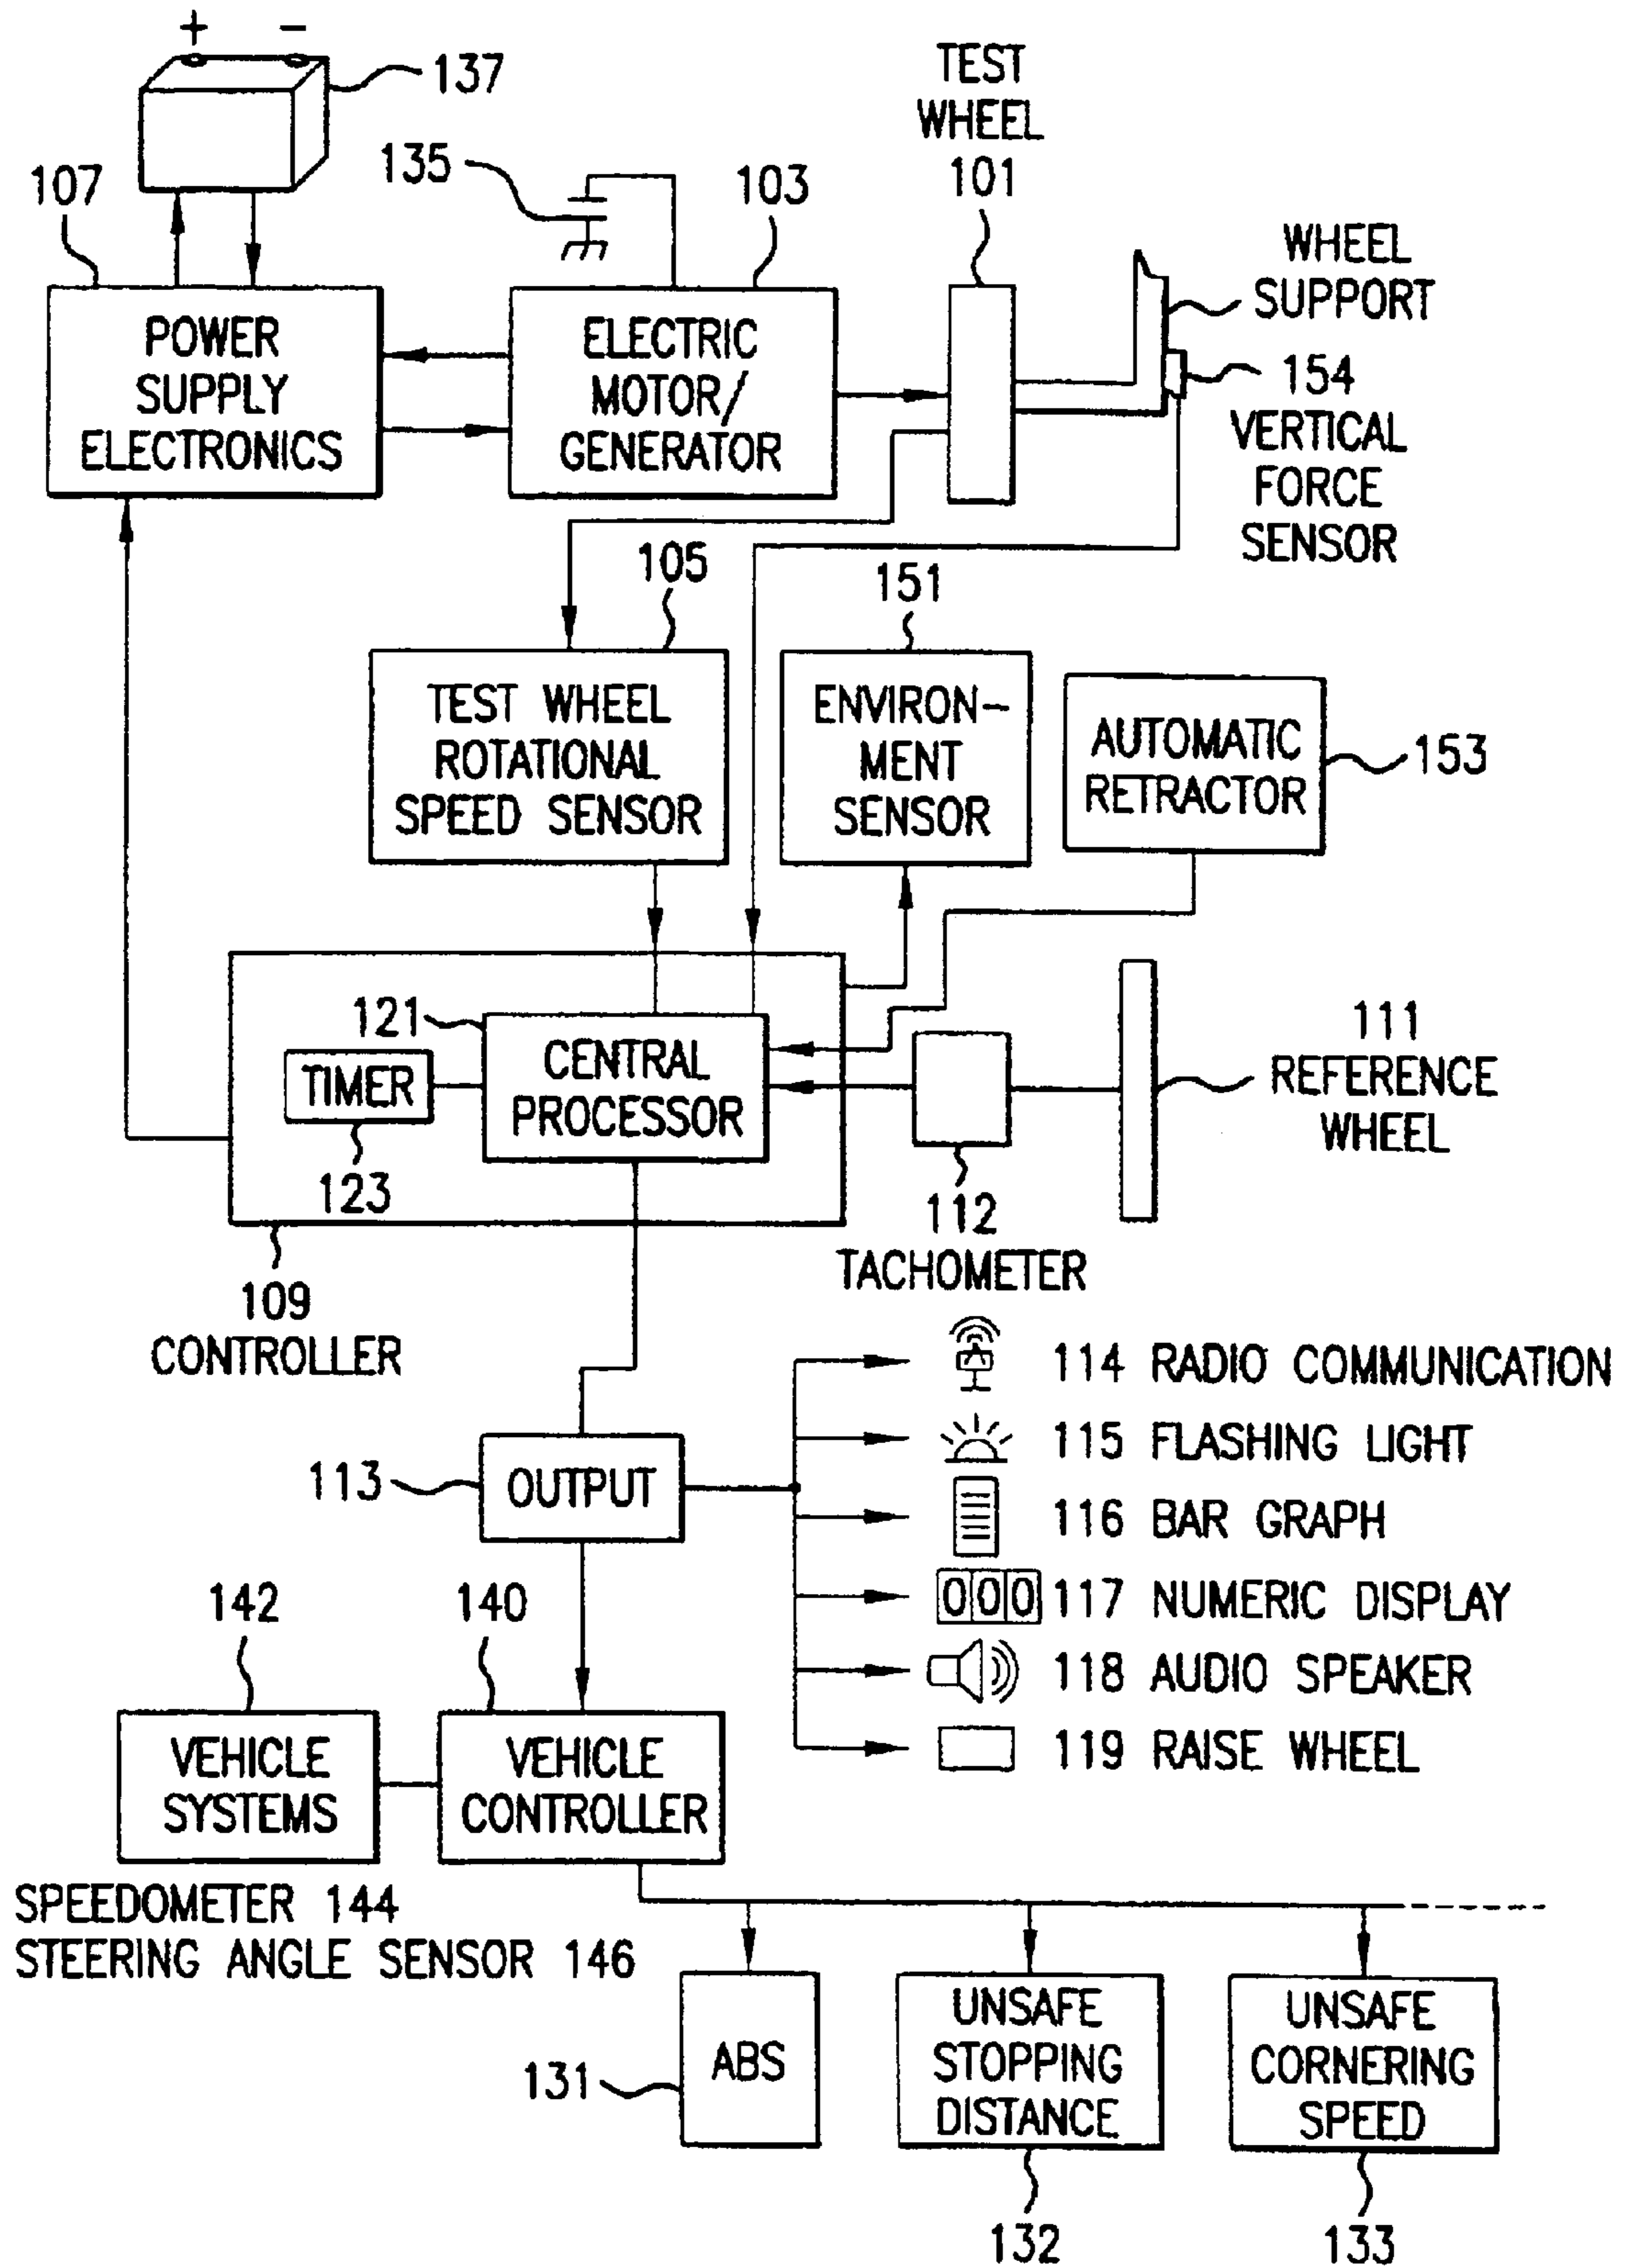 + -
137
TEST
WHEEL
101
135
103
107
WHEEL
SUPPORT
POWER
SUPPLY
ELECTRONICS
ELECTRIC
MOTOR/
GENERATOR
154
VERTICAL
FORCE
SENSOR
105
151
TEST WHEEL
ROTATIONAL
SPEED SENSOR
ENVIRON-
MENT
SENSOR
AUTOMATIC
RETRACTOR
153
121
CENTRAL
PROCESSOR
TIMER
123
111
REFERENCE
WHEEL
112
TACHOMETER
109
CONTROLLER
114 RADIO COMMUNICATION
115 FLASHING LIGHT
113
OUTPUT
116 BAR GRAPH
000 117 NUMERIC DISPLAY
118 AUDIO SPEAKER
119 RAISE WHEEL
142
140
VEHICLE
SYSTEMS
VEHICLE
CONTROLLER
SPEEDOMETER 144
STEERING ANGLE SENSOR 146
131
ABS
UNSAFE
STOPPING
DISTANCE
UNSAFE
CORNERING
SPEED
132
133